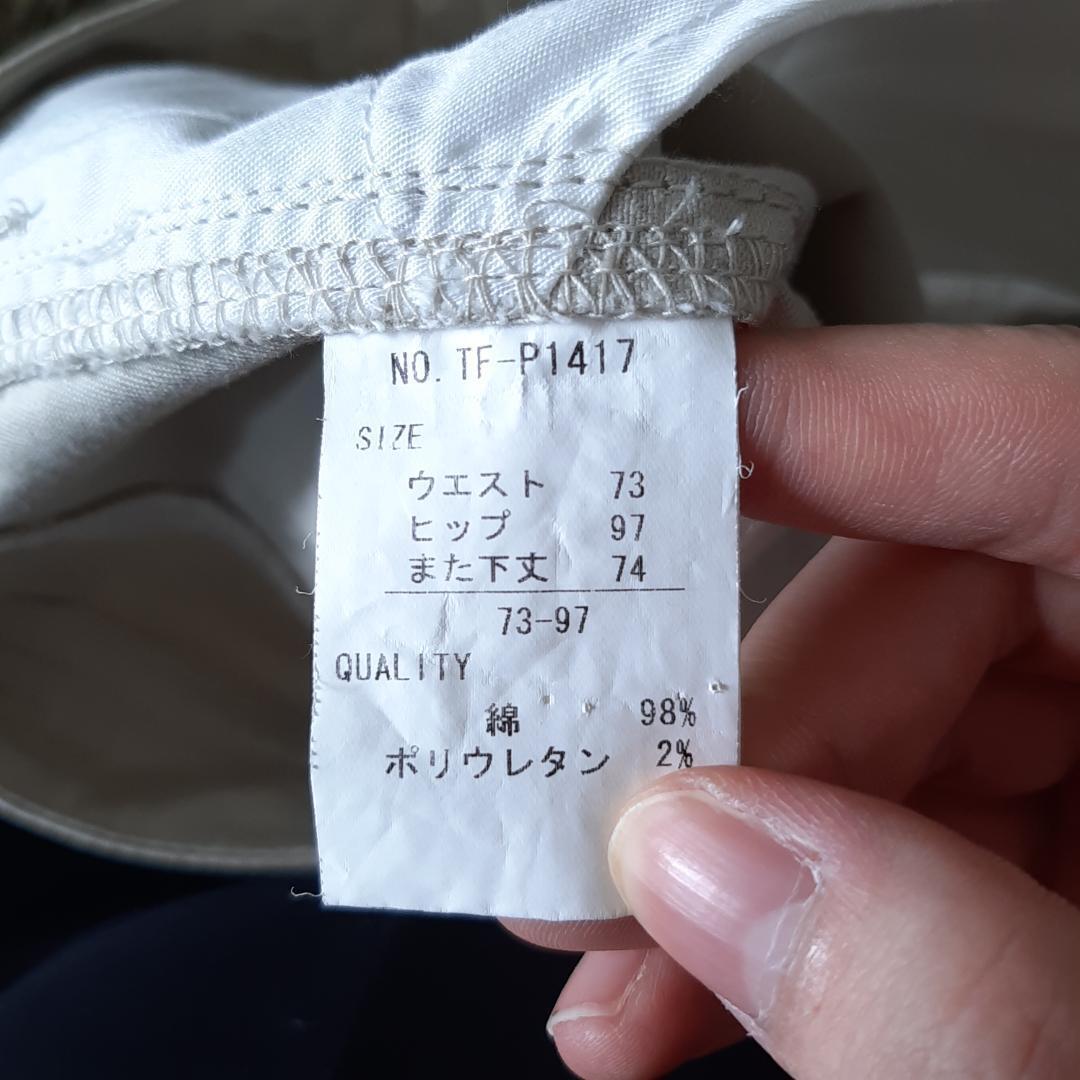 NO. TF-P1417
SIZE
ウエスト 73
ヒップ 97
また下丈 74
73-97
QUALITY
綿 98%
ポリウレタン 2%